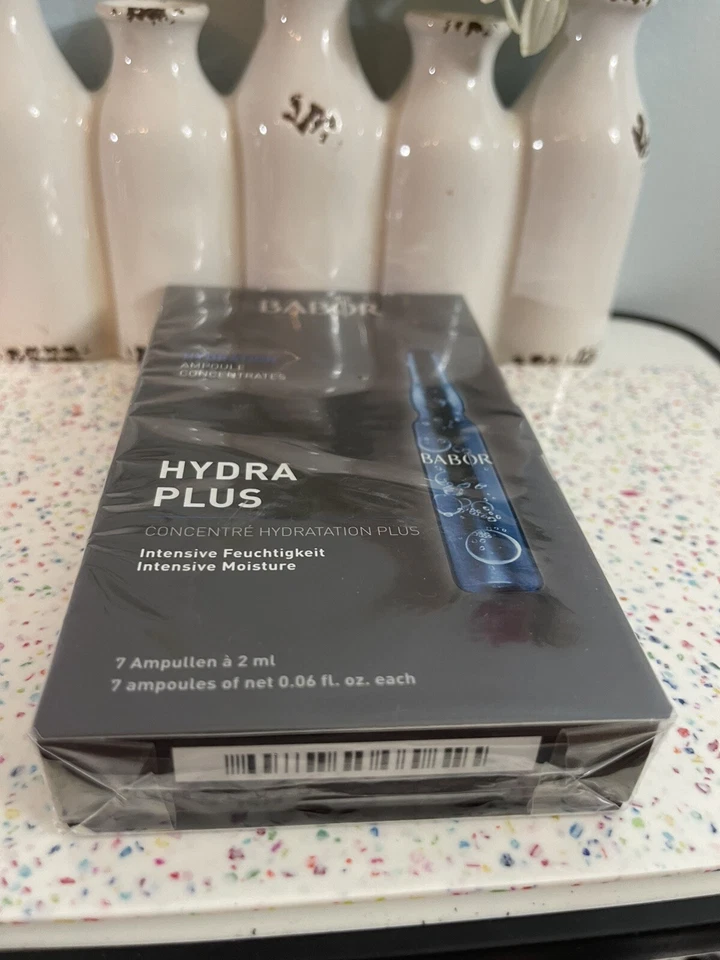 BABOR
HYDRATION
AMPOULE
CONCENTRATES
BABOR
HYDRA
PLUS
CONCENTRÉ HYDRATATION PLUS
Intensive Feuchtigkeit
Intensive Moisture
7 Ampullen à 2 ml
7 ampoules of net 0.06 fl. oz. each